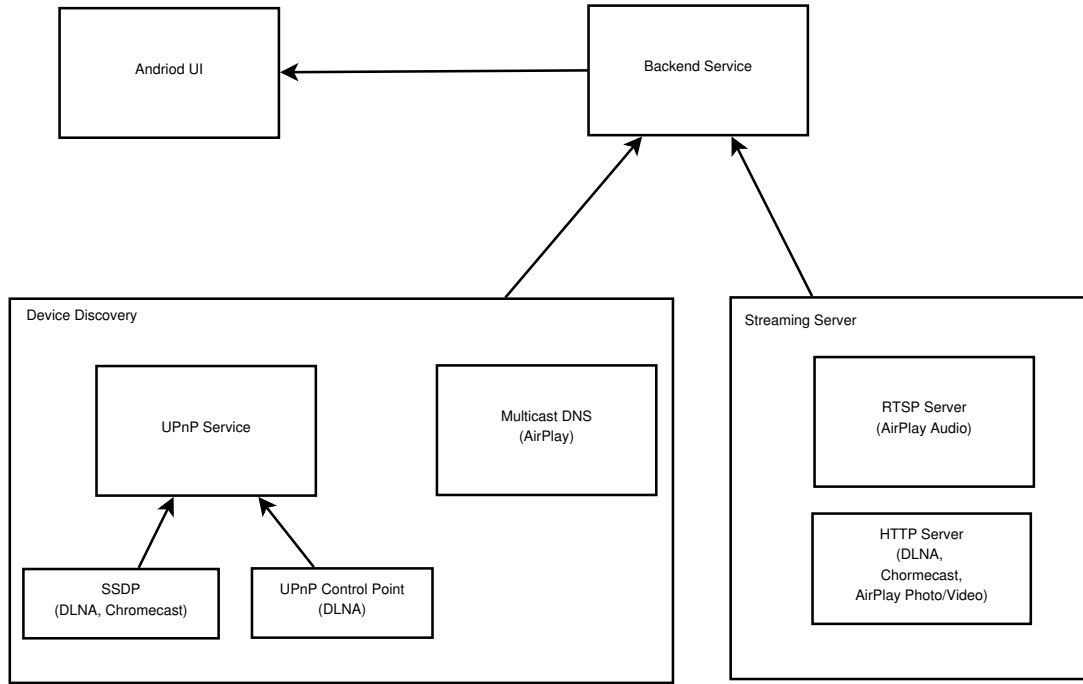 Andriod UI
Backend Service
Device Discovery
UPnP Service
Multicast DNS
(AirPlay)
SSDP
(DLNA, Chromecast)
UPnP Control Point
(DLNA)
Streaming Server
RTSP Server
(AirPlay Audio)
HTTP Server
(DLNA,
Chormecast,
AirPlay Photo/Video)